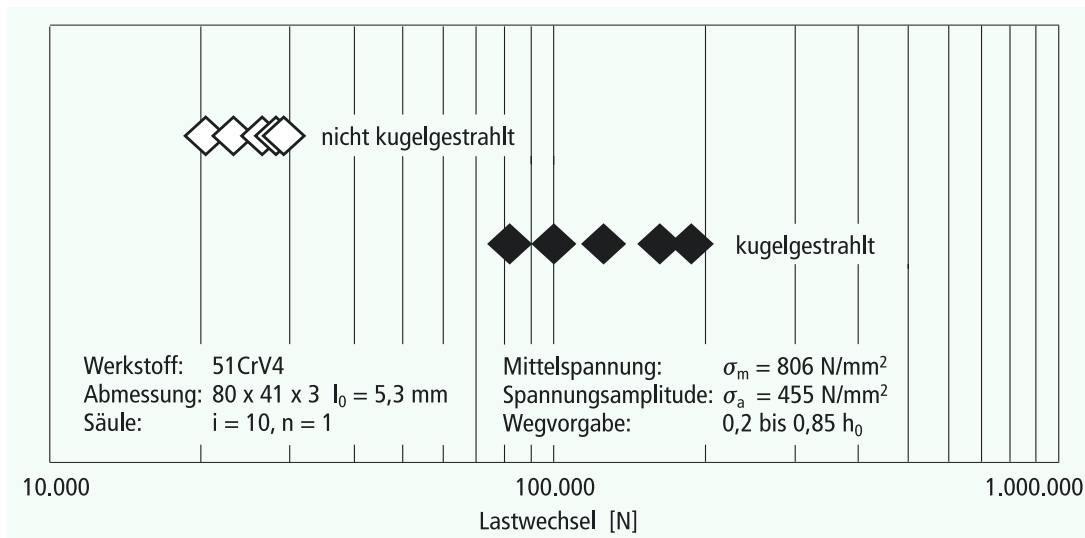 nicht kugelgestrahlt
kugelgestrahlt
Werkstoff: 51CrV4
Abmessung: 80 x 41 x 3 l₀ = 5,3 mm
Säule: i = 10, n = 1
Mittelspannung: σₘ = 806 N/mm²
Spannungsamplitude: σₐ = 455 N/mm²
Wegvorgabe: 0,2 bis 0,85 h₀
10.000 100.000 1.000.000
Lastwechsel [N]